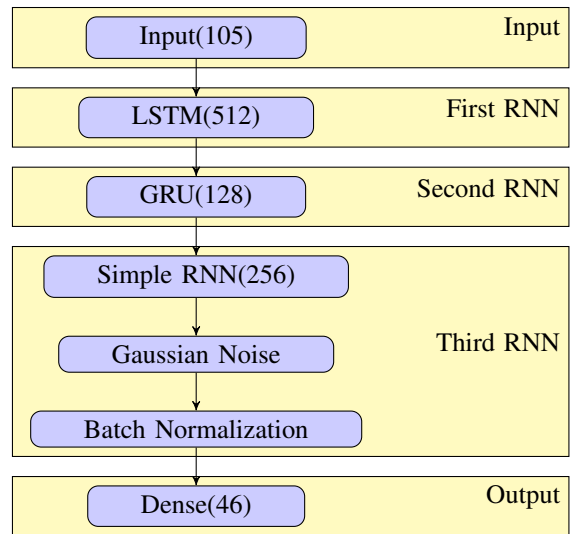 Input
Input(105)
First RNN
LSTM(512)
Second RNN
GRU(128)
Simple RNN(256)
Third RNN
Gaussian Noise
Batch Normalization
Output
Dense(46)